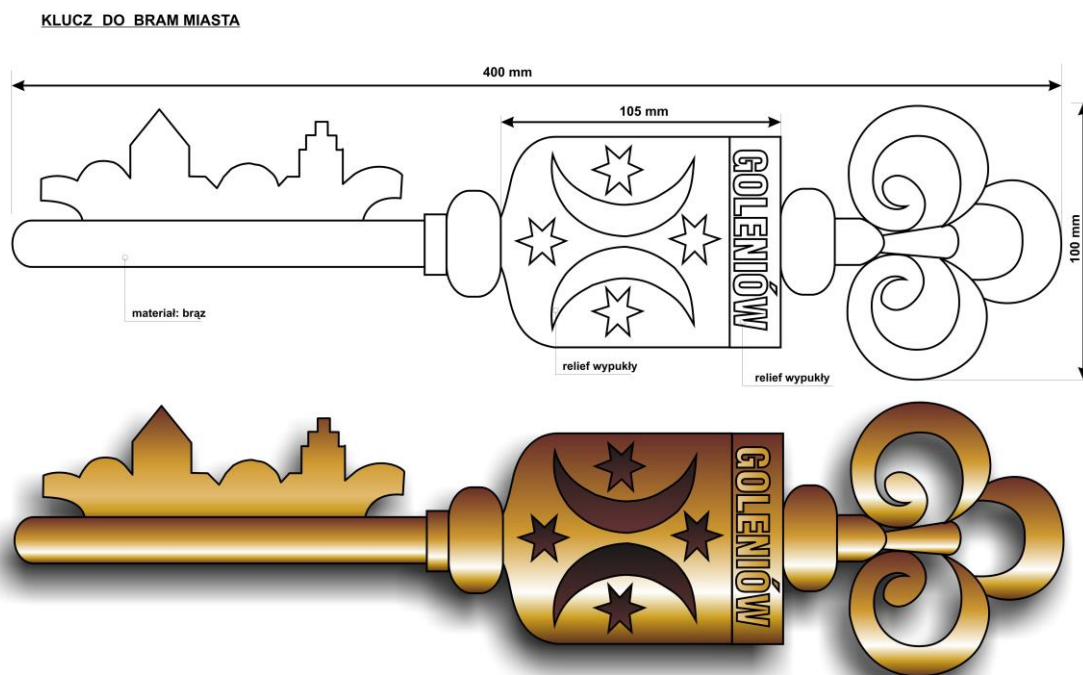 KLUCZ DO BRAM MIASTA
400 mm
105 mm
GOLENIÓW
100 mm
materiał: brąz
relief wypukły
relief wypukły
GOLENIÓW